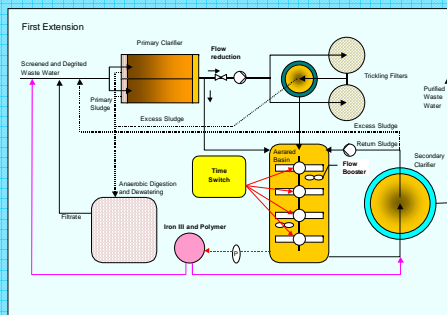 First Extension
Primary Clarifier
Flow
reduction
Screened and Degrited
Waste Water
Trickling Filters
Purified
Waste
Water
Primary
Sludge
Excess Sludge
Excess Sludge
Return Sludge
Aerared
Basin
Secondary
Clarifier
Flow
Booster
Time
Switch
Anaerobic Digestion
and Dewatering
Filtrate
Iron III and Polymer
P